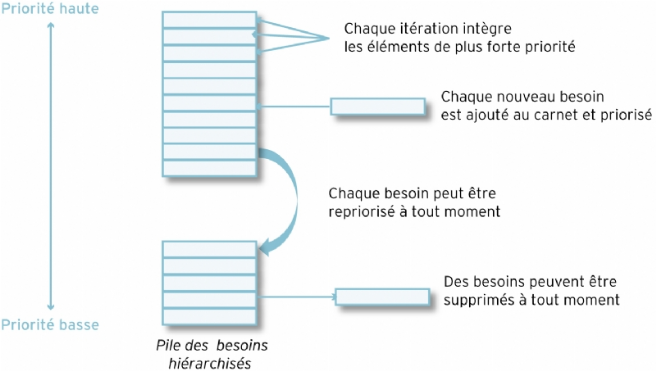 Priorité haute
Chaque itération intègre
les éléments de plus forte priorité
Chaque nouveau besoin
est ajouté au carnet et priorisé
Chaque besoin peut être
repriorisé à tout moment
Des besoins peuvent être
supprimés à tout moment
Priorité basse
Pile des besoins
hiérarchisés